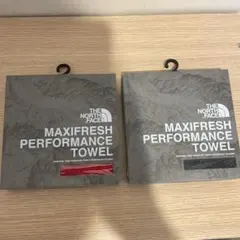 THE
NORTH
FACE
MAXIFRESH
PERFORMANCE
TOWEL
THE
NORTH
FACE
MAXIFRESH
PERFORMANCE
TOWEL